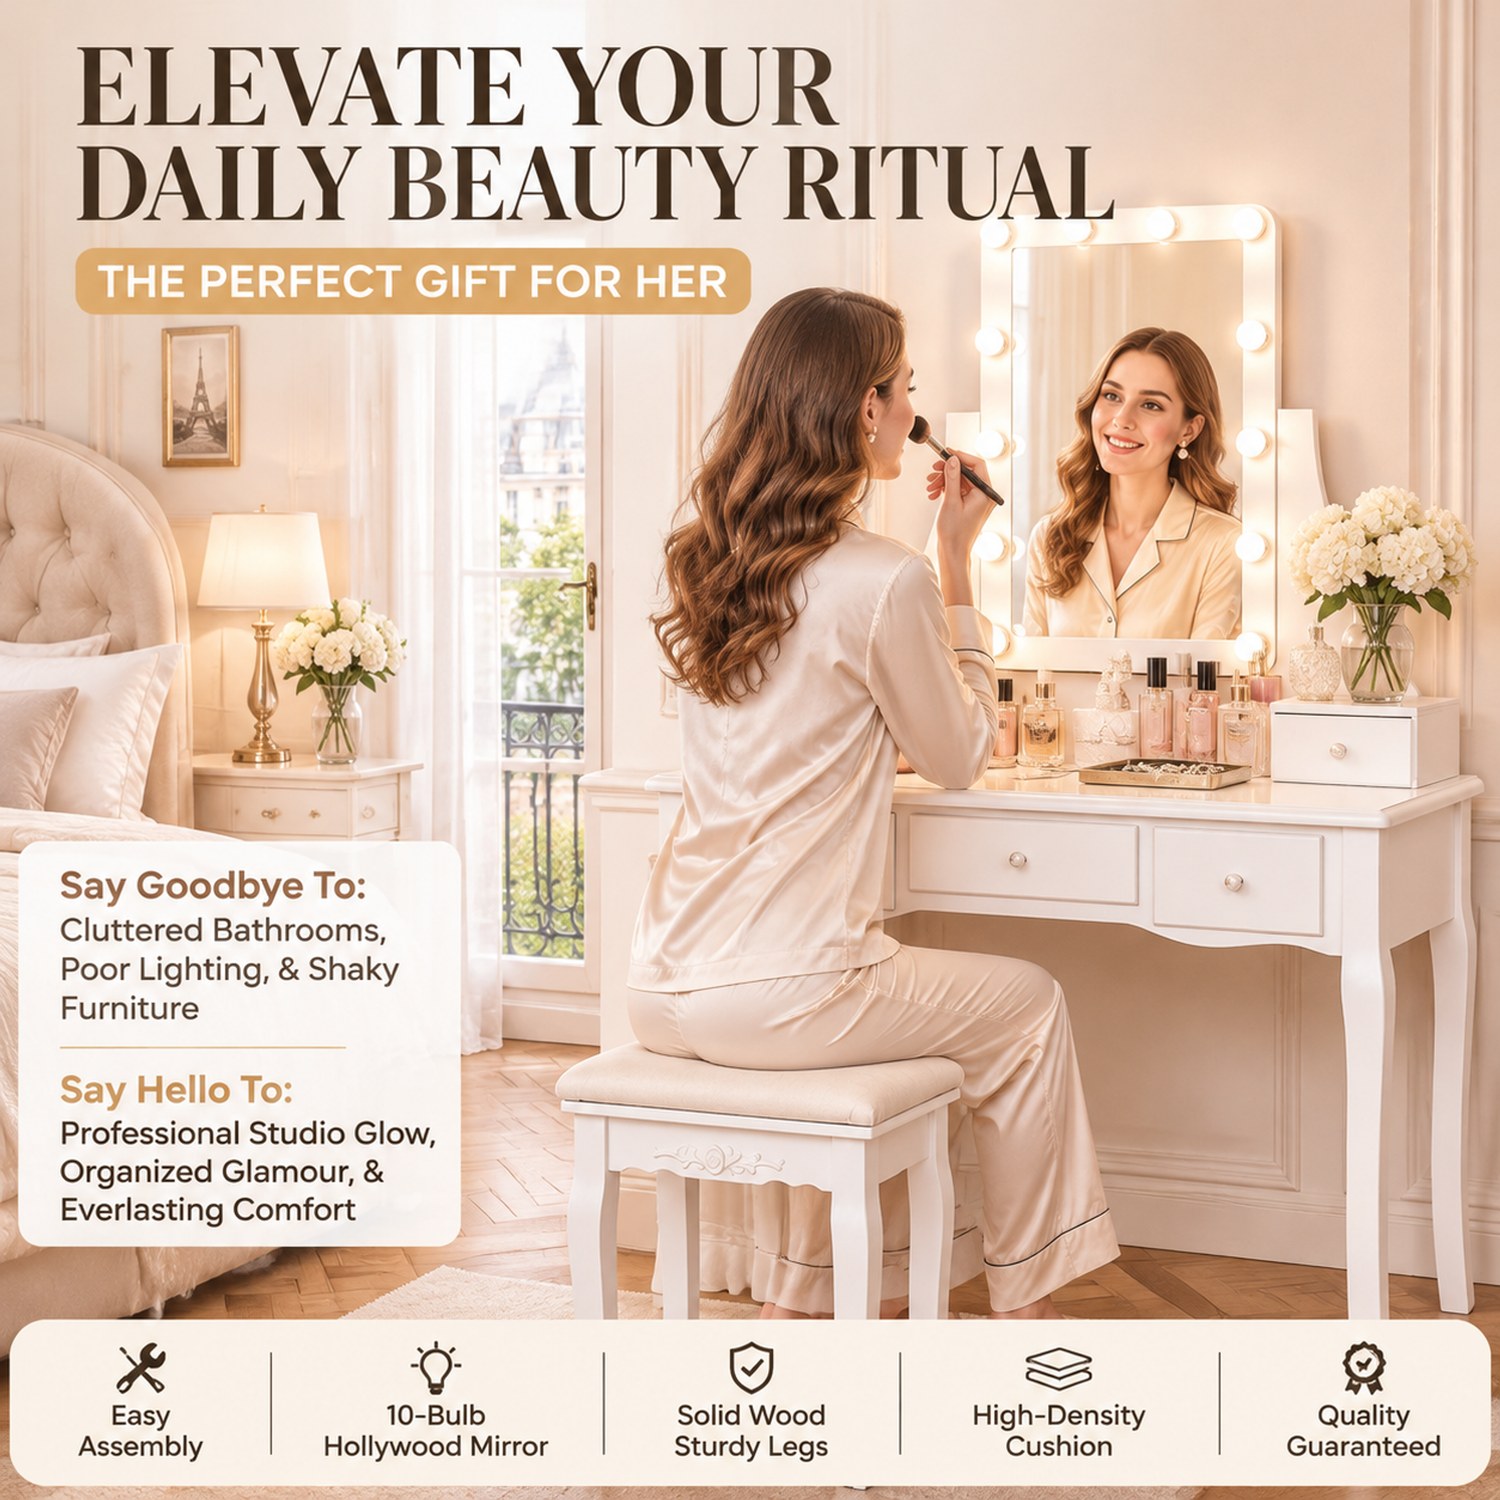 ELEVATE YOUR
DAILY BEAUTY RITUAL
THE PERFECT GIFT FOR HER
Say Goodbye To:
Cluttered Bathrooms,
Poor Lighting, & Shaky
Furniture
Say Hello To:
Professional Studio Glow,
Organized Glamour, &
Everlasting Comfort
Easy
Assembly
10-Bulb
Hollywood Mirror
Solid Wood
Sturdy Legs
High-Density
Cushion
Quality
Guaranteed